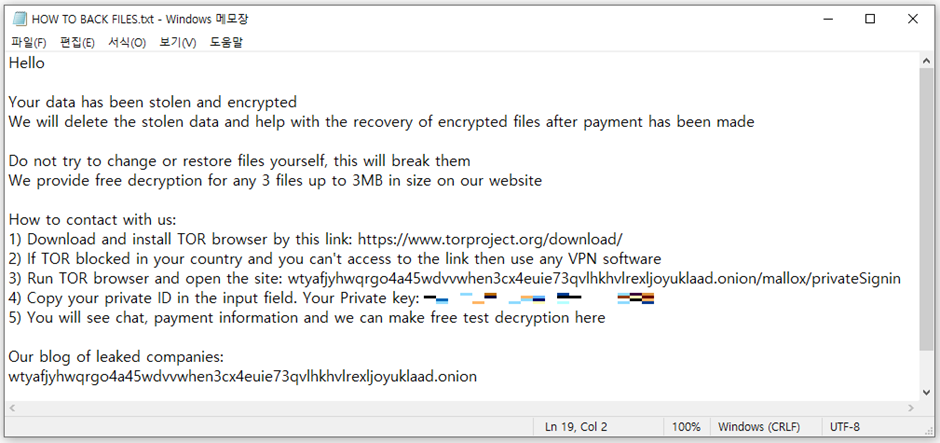 HOW TO BACK FILES.txt - Windows 메모장
파일(F) 편집(E) 서식(O) 보기(V) 도움말
Hello
Your data has been stolen and encrypted
We will delete the stolen data and help with the recovery of encrypted files after payment has been made
Do not try to change or restore files yourself, this will break them
We provide free decryption for any 3 files up to 3MB in size on our website
How to contact with us:
1) Download and install TOR browser by this link: https://www.torproject.org/download/
2) If TOR blocked in your country and you can't access to the link then use any VPN software
3) Run TOR browser and open the site: wtyafjyhwqrgo4a45wdvvwhen3cx4euie73qvlhkhvlrexljoyuklaad.onion/mallox/privateSignin
4) Copy your private ID in the input field. Your Private key:
5) You will see chat, payment information and we can make free test decryption here
Our blog of leaked companies:
wtyafjyhwqrgo4a45wdvvwhen3cx4euie73qvlhkhvlrexljoyuklaad.onion
Ln 19, Col 2 100% Windows (CRLF) UTF-8